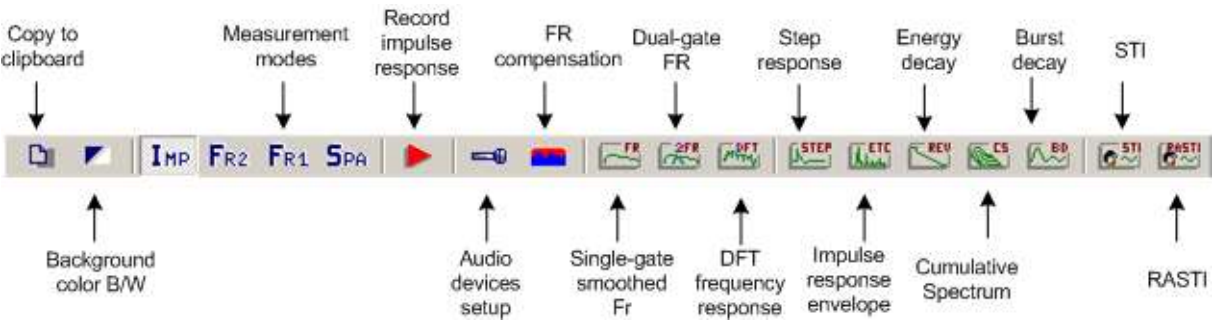 Copy to
clipboard
Measurement
modes
Record
impulse
response
FR
compensation
Dual-gate
FR
Step
response
Energy
decay
Burst
decay
STI
IMP FR2 FR1 SPA FR 2FR DFT STEP ETC REV CS BD STI RASTI
Background
color B/W
Audio
devices
setup
Single-gate
smoothed
Fr
DFT
frequency
response
Impulse
response
envelope
Cumulative
Spectrum
RASTI